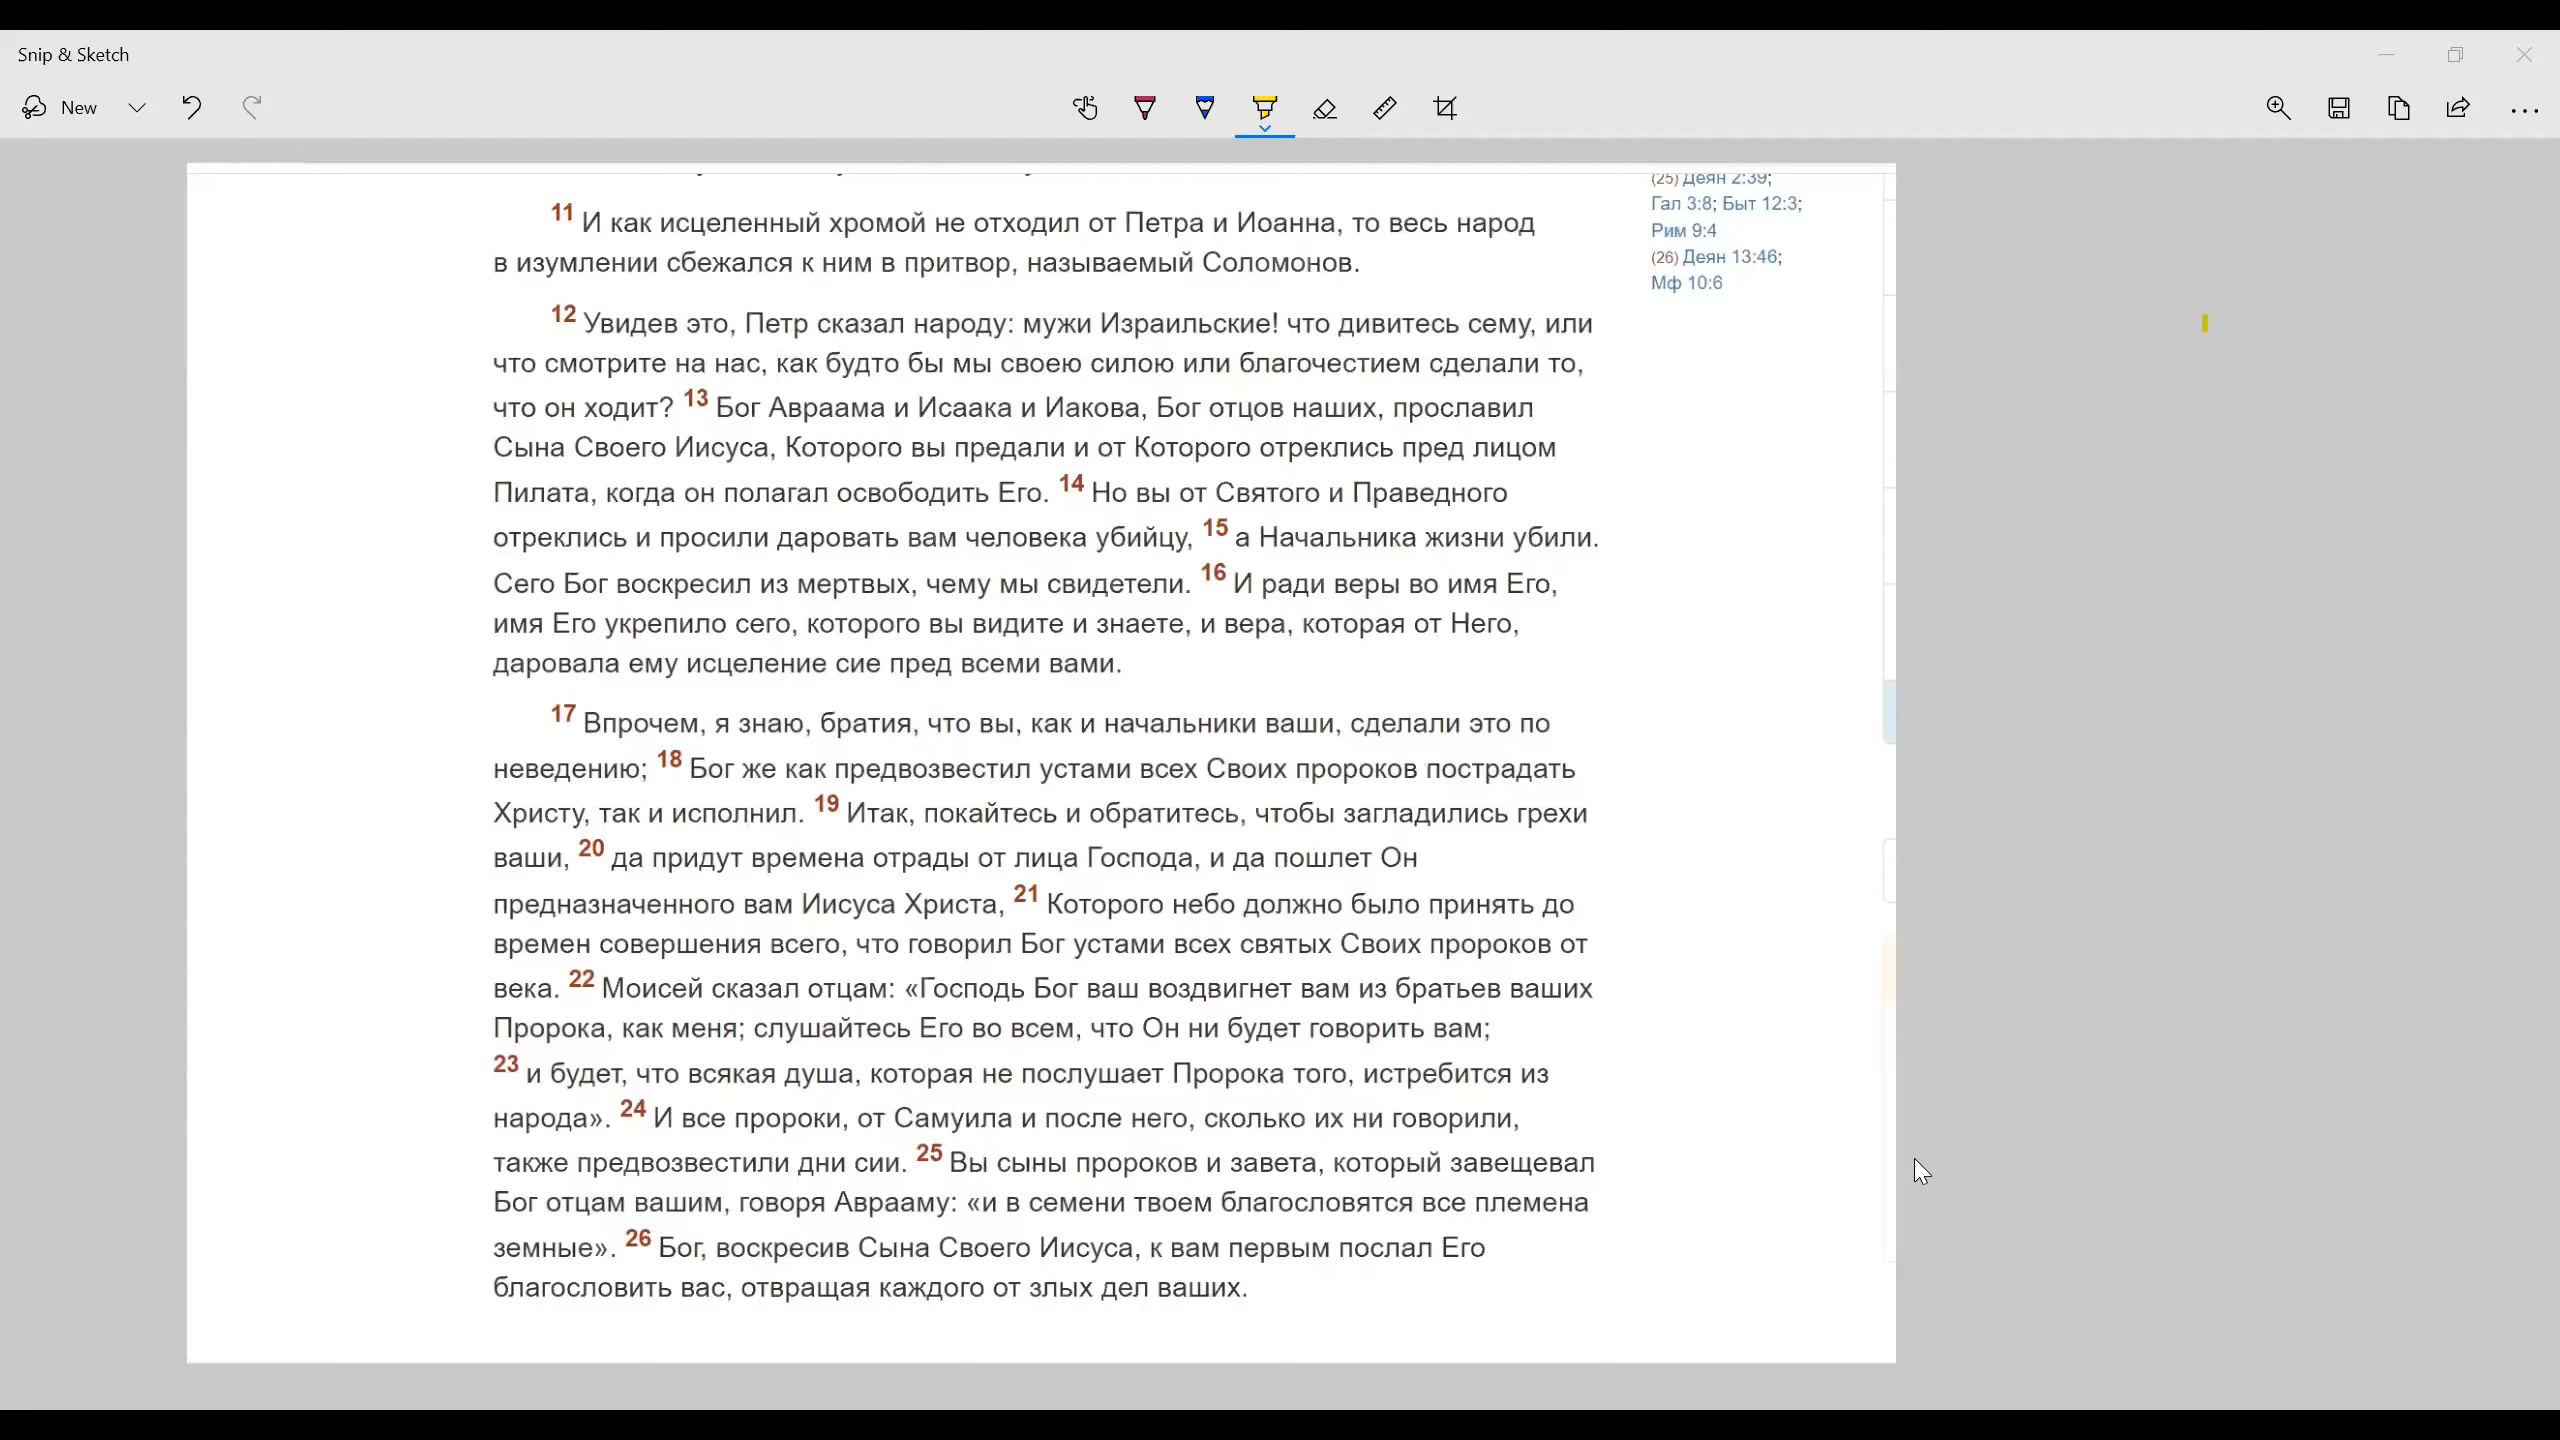 Snip & Sketch
New
11 И как исцеленный хромой не отходил от Петра и Иоанна, то весь народ
в изумлении сбежался к ним в притвор, называемый Соломонов.
12 Увидев это, Петр сказал народу: мужи Израильские! что дивитесь сему, или
что смотрите на нас, как будто бы мы своею силою или благочестием сделали то,
что он ходит? 13 Бог Авраама и Исаака и Иакова, Бог отцов наших, прославил
Сына Своего Иисуса, Которого вы предали и от Которого отреклись пред лицом
Пилата, когда он полагал освободить Его. 14 Но вы от Святого и Праведного
отреклись и просили даровать вам человека убийцу, 15 а Начальника жизни убили.
Сего Бог воскресил из мертвых, чему мы свидетели. 16 И ради веры во имя Его,
имя Его укрепило сего, которого вы видите и знаете, и вера, которая от Него,
даровала ему исцеление сие пред всеми вами.
17 Впрочем, я знаю, братия, что вы, как и начальники ваши, сделали это по
неведению; 18 Бог же как предвозвестил устами всех Своих пророков пострадать
Христу, так и исполнил. 19 Итак, покайтесь и обратитесь, чтобы загладились грехи
ваши, 20 да придут времена отрады от лица Господа, и да пошлет Он
предназначенного вам Иисуса Христа, 21 Которого небо должно было принять до
времен совершения всего, что говорил Бог устами всех святых Своих пророков от
века. 22 Моисей сказал отцам: «Господь Бог ваш воздвигнет вам из братьев ваших
Пророка, как меня; слушайтесь Его во всем, что Он ни будет говорить вам;
23 и будет, что всякая душа, которая не послушает Пророка того, истребится из
народа». 24 И все пророки, от Самуила и после него, сколько их ни говорили,
также предвозвестили дни сии. 25 Вы сыны пророков и завета, который завещевал
Бог отцам вашим, говоря Аврааму: «и в семени твоем благословятся все племена
земные». 26 Бог, воскресив Сына Своего Иисуса, к вам первым послал Его
благословить вас, отвращая каждого от злых дел ваших.
(25) Деян 2:39;
Гал 3:8; Быт 12:3;
Рим 9:4
(26) Деян 13:46;
Мф 10:6